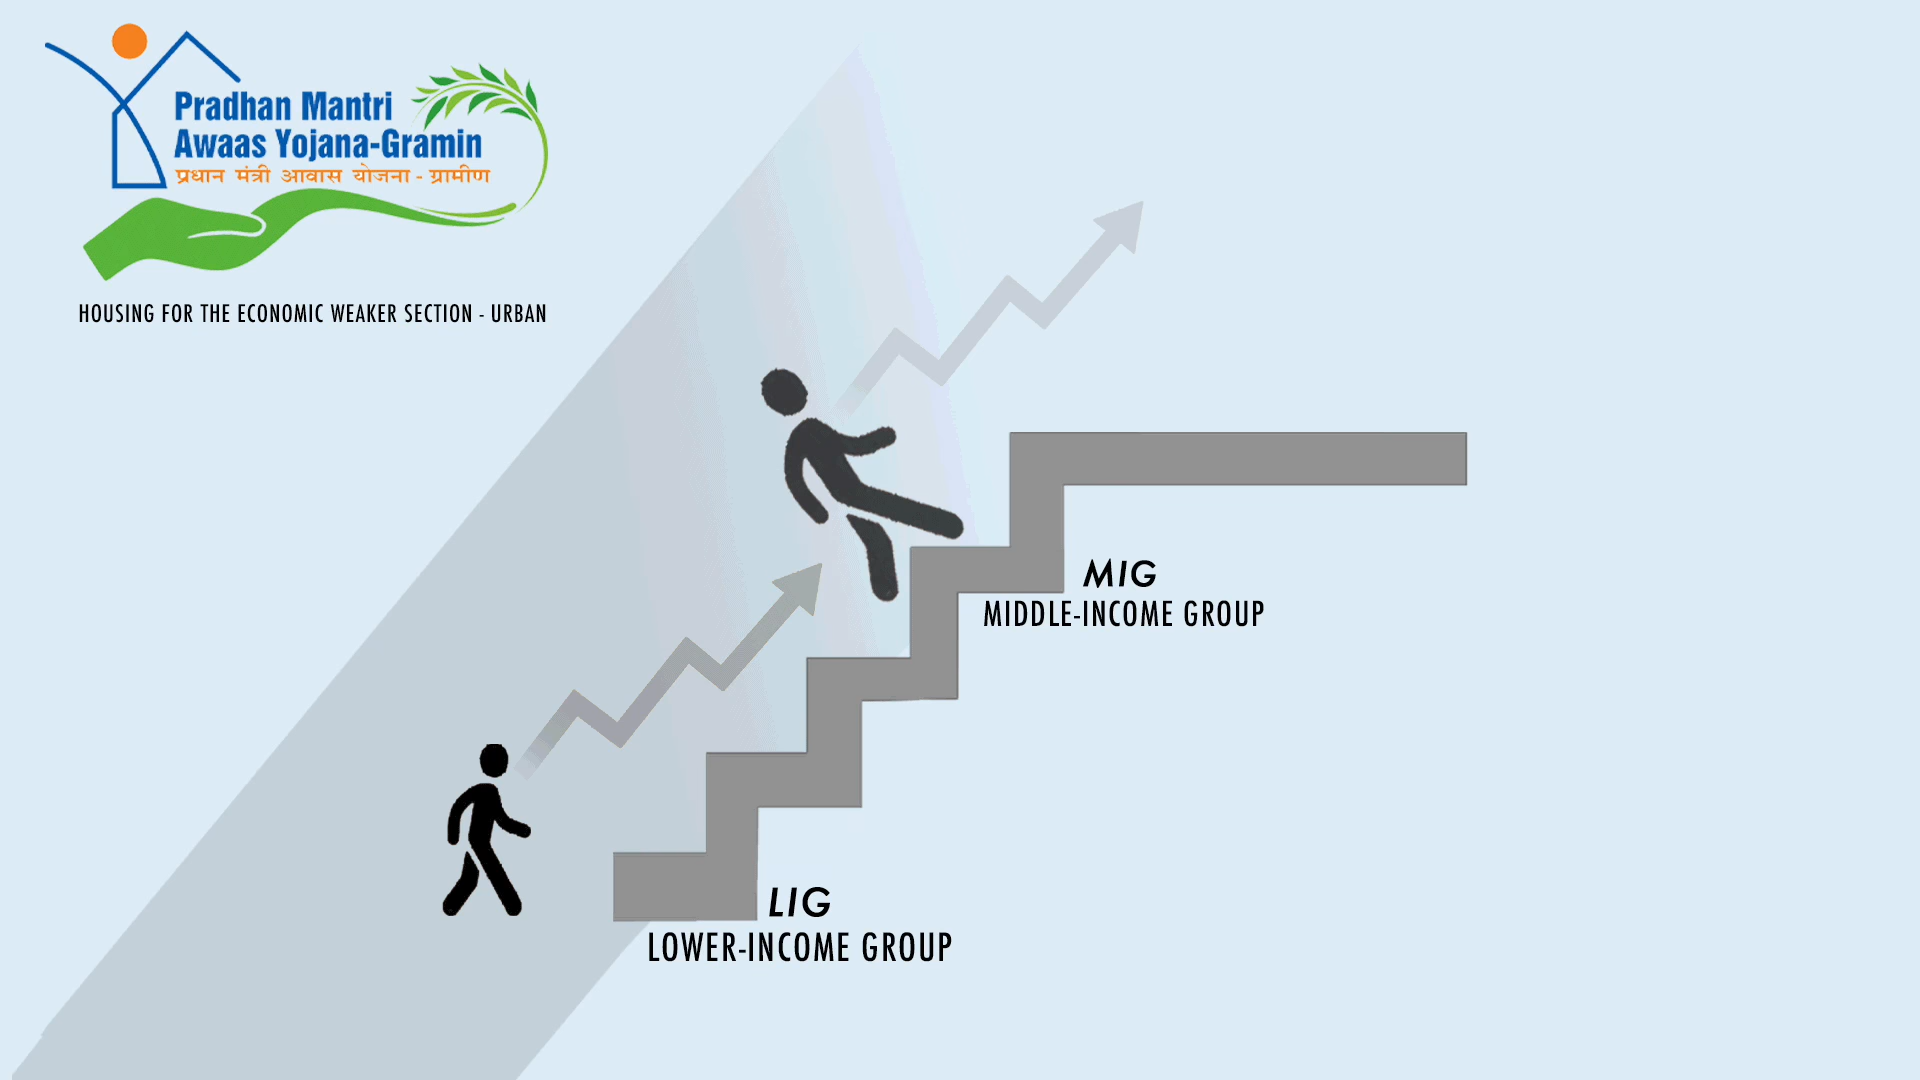 Pradhan Mantri
Awaas Yojana-Gramin
प्रधान मंत्री आवास योजना - ग्रामीण
HOUSING FOR THE ECONOMIC WEAKER SECTION - URBAN
MIG
MIDDLE-INCOME GROUP
LIG
LOWER-INCOME GROUP